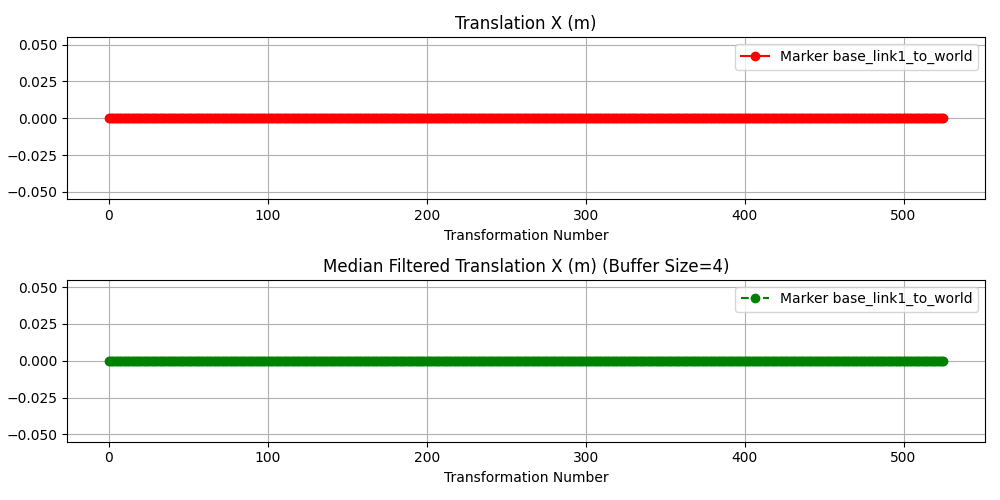 Translation X (m)
0.050
0.025
0.000
−0.025
−0.050
Marker base_link1_to_world
0 100 200 300 400 500
Transformation Number
Median Filtered Translation X (m) (Buffer Size=4)
0.050
0.025
0.000
−0.025
−0.050
Marker base_link1_to_world
0 100 200 300 400 500
Transformation Number